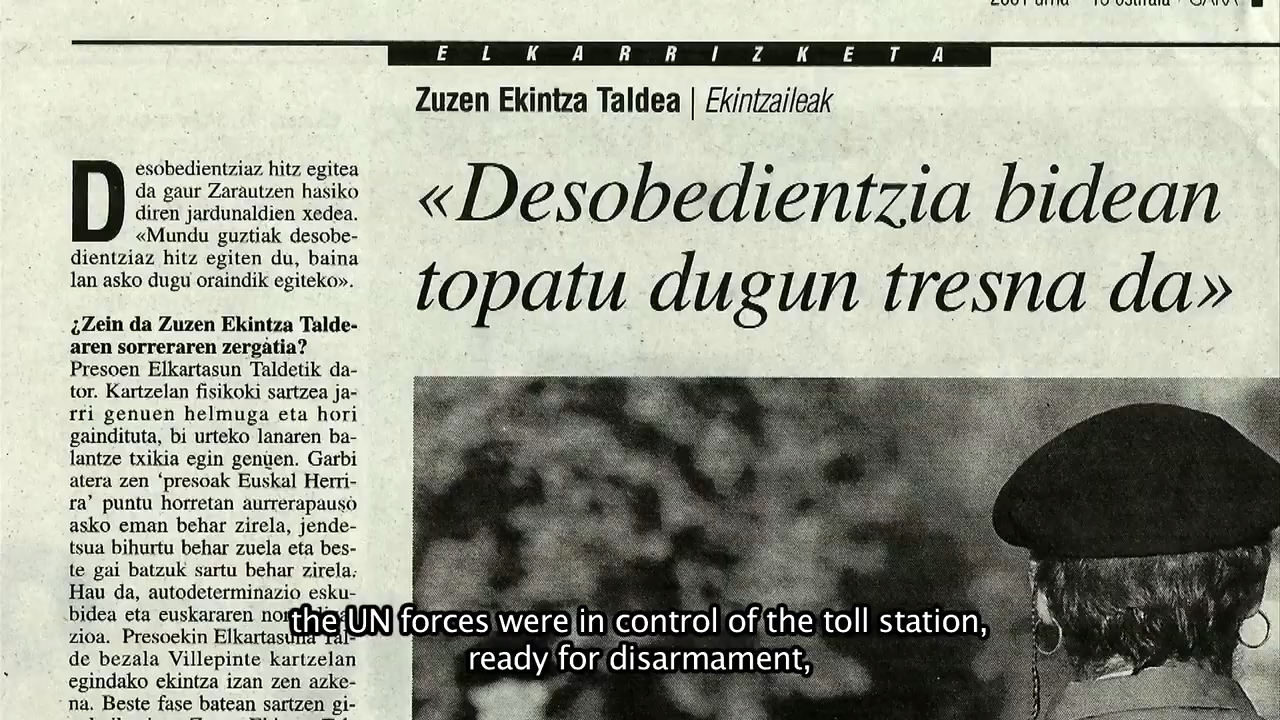 ELKARRIZKETA
Zuzen Ekintza Taldea | Ekintzaileak
«Desobedientzia bidean
topatu dugun tresna da»
Desobedientziaz hitz egitea
da gaur Zarautzen hasiko
diren jardunaldien xedea.
«Mundu guztiak desobe-
dientziaz hitz egiten du, baina
lan asko dugu oraindik egiteko».
¿Zein da Zuzen Ekintza Talde-
aren sorreraren zergatia?
Presoen Elkartasun Taldetik da-
tor. Kartzelan fisikoki sartzea ja-
rri genuen helmuga eta hori
gaindituta, bi urteko lanaren ba-
lantze txikia egin genuen. Garbi
atera zen ‘presoak Euskal Herri-
ra’ puntu horretan aurrerapauso
asko eman behar zirela, jende-
tsua bihurtu behar zuela eta bes-
te gai batzuk sartu behar zirela.
Hau da, autodeterminazio esku-
bidea eta euskararen
zioa. Presoekin
de bezala Villepinte kartzelan
egindako ekintza izan zen azke-
na. Beste fase batean sartzen gi-
the UN forces were in control of the toll station,
ready for disarmament,